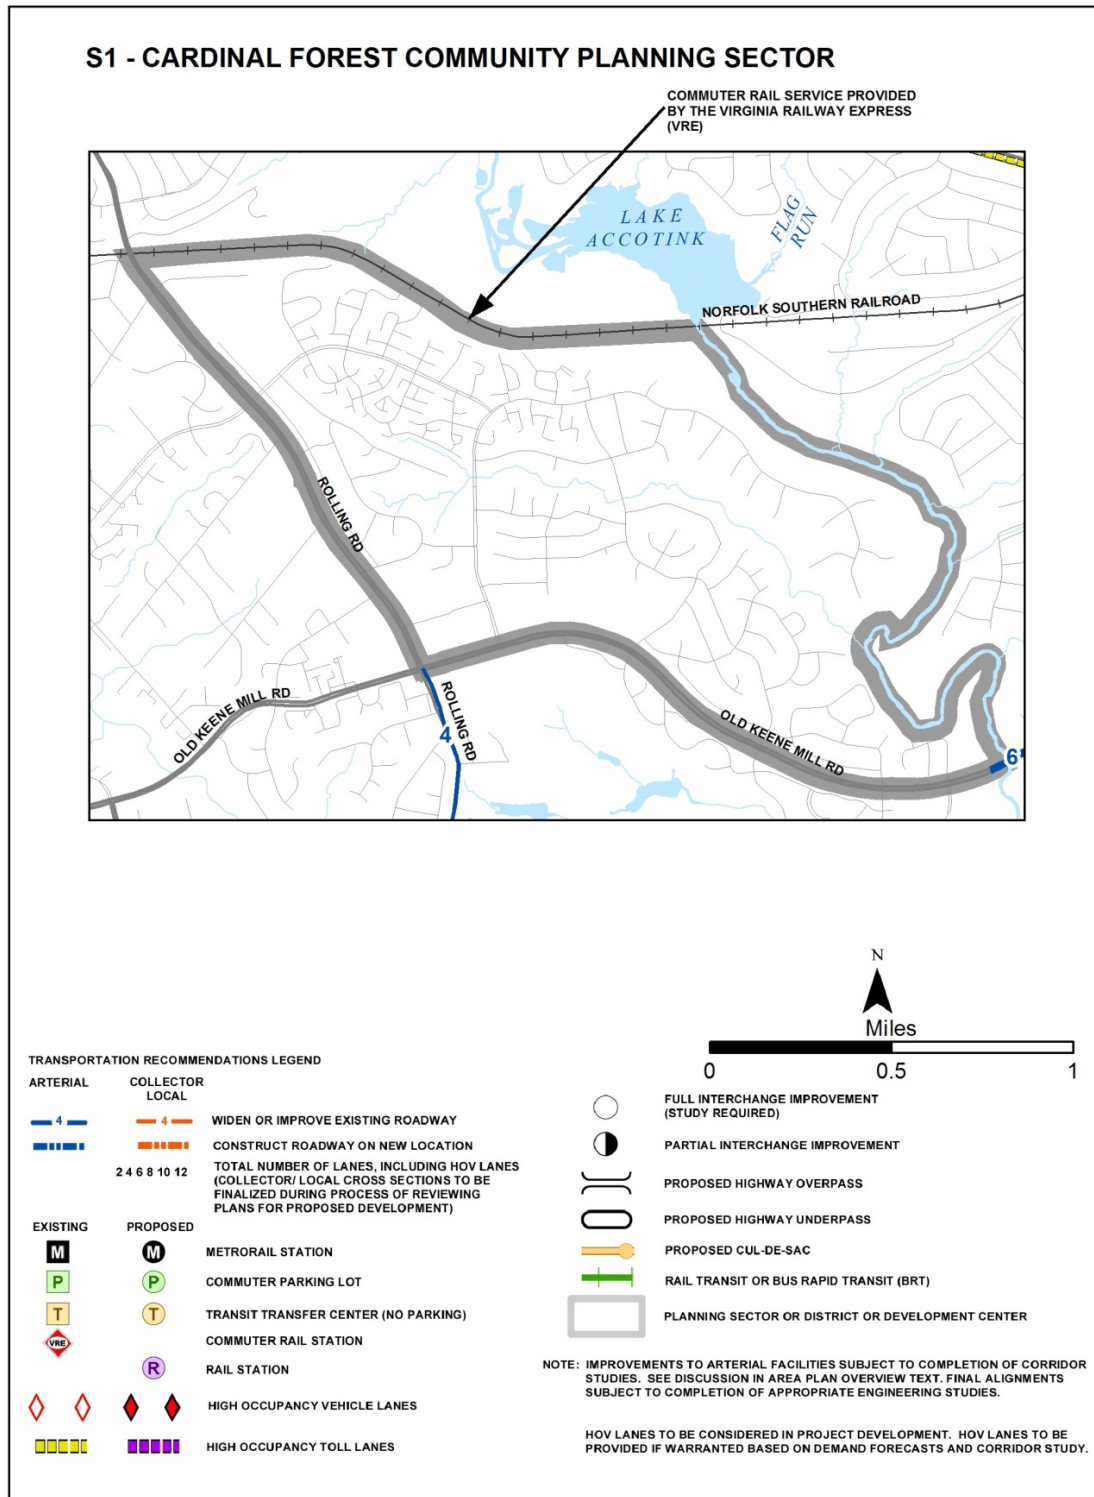 S1 - CARDINAL FOREST COMMUNITY PLANNING SECTOR
COMMUTER RAIL SERVICE PROVIDED
BY THE VIRGINIA RAILWAY EXPRESS
(VRE)
LAKE
ACCOTINK
FLAG
RUN
NORFOLK SOUTHERN RAILROAD
ROLLING RD
OLD KEENE MILL RD
ROLLING RD
4
OLD KEENE MILL RD
6
N
Miles
0
0.5
1
TRANSPORTATION RECOMMENDATIONS LEGEND
ARTERIAL
COLLECTOR
LOCAL
4
4
WIDEN OR IMPROVE EXISTING ROADWAY
CONSTRUCT ROADWAY ON NEW LOCATION
2 4 6 8 10 12
TOTAL NUMBER OF LANES, INCLUDING HOV LANES
(COLLECTOR/ LOCAL CROSS SECTIONS TO BE
FINALIZED DURING PROCESS OF REVIEWING
PLANS FOR PROPOSED DEVELOPMENT)
EXISTING
PROPOSED
M
M
METRORAIL STATION
P
P
COMMUTER PARKING LOT
T
T
TRANSIT TRANSFER CENTER (NO PARKING)
VRE
COMMUTER RAIL STATION
R
RAIL STATION
HIGH OCCUPANCY VEHICLE LANES
HIGH OCCUPANCY TOLL LANES
FULL INTERCHANGE IMPROVEMENT
(STUDY REQUIRED)
PARTIAL INTERCHANGE IMPROVEMENT
PROPOSED HIGHWAY OVERPASS
PROPOSED HIGHWAY UNDERPASS
PROPOSED CUL-DE-SAC
RAIL TRANSIT OR BUS RAPID TRANSIT (BRT)
PLANNING SECTOR OR DISTRICT OR DEVELOPMENT CENTER
NOTE: IMPROVEMENTS TO ARTERIAL FACILITIES SUBJECT TO COMPLETION OF CORRIDOR
STUDIES. SEE DISCUSSION IN AREA PLAN OVERVIEW TEXT. FINAL ALIGNMENTS
SUBJECT TO COMPLETION OF APPROPRIATE ENGINEERING STUDIES.
HOV LANES TO BE CONSIDERED IN PROJECT DEVELOPMENT. HOV LANES TO BE
PROVIDED IF WARRANTED BASED ON DEMAND FORECASTS AND CORRIDOR STUDY.